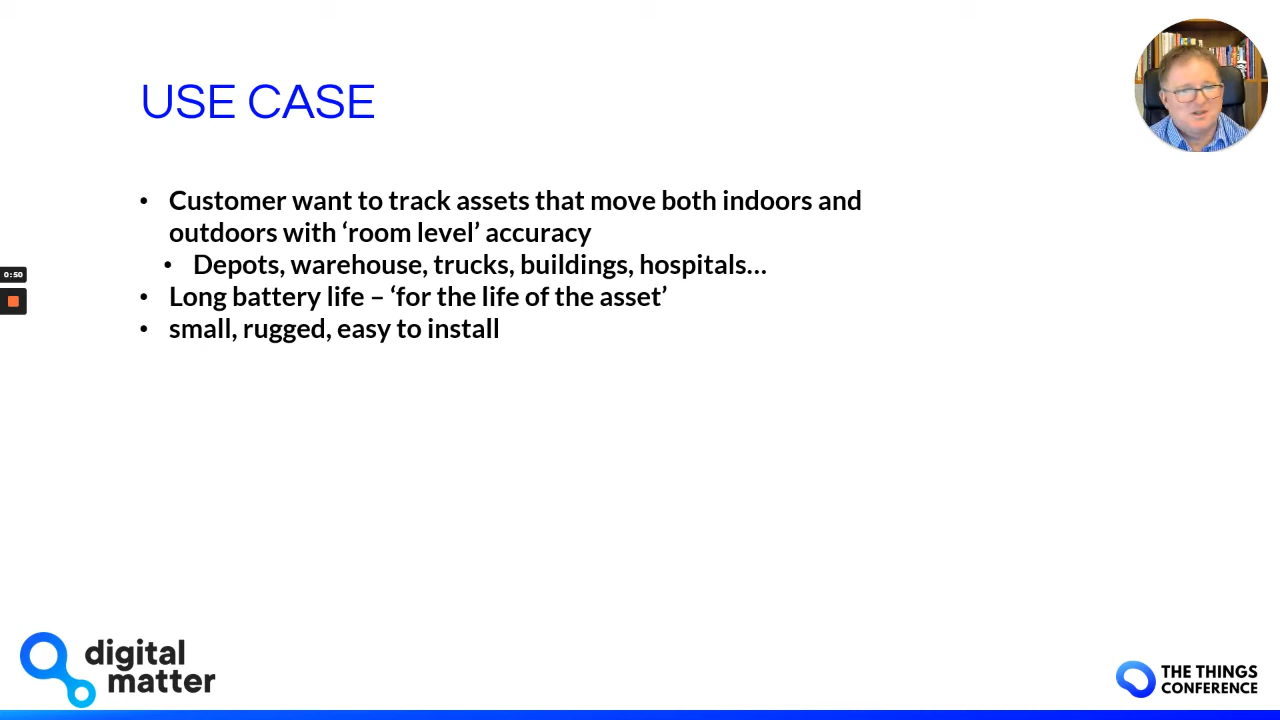 USE CASE
• Customer want to track assets that move both indoors and
outdoors with ‘room level’ accuracy
• Depots, warehouse, trucks, buildings, hospitals...
• Long battery life – ‘for the life of the asset’
• small, rugged, easy to install
0:50
digital
matter
THE THINGS
CONFERENCE